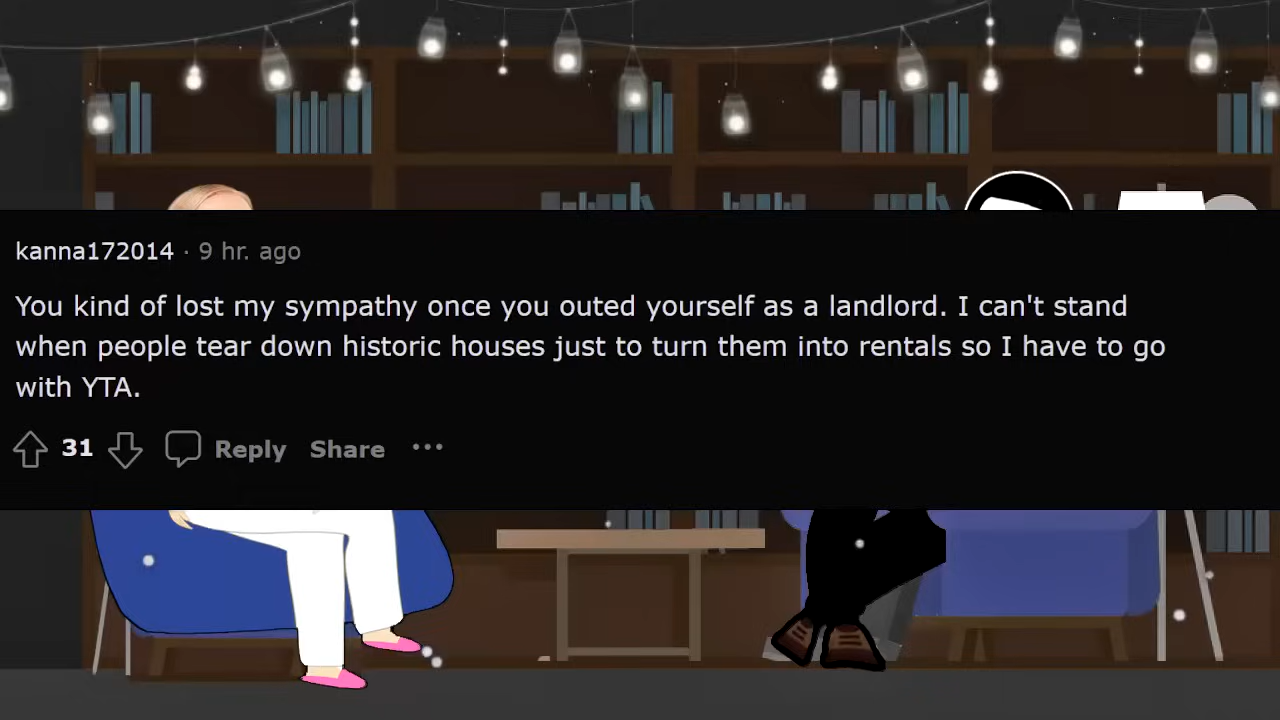 kanna172014 · 9 hr. ago
You kind of lost my sympathy once you outed yourself as a landlord. I can't stand
when people tear down historic houses just to turn them into rentals so I have to go
with YTA.
31 Reply Share ···